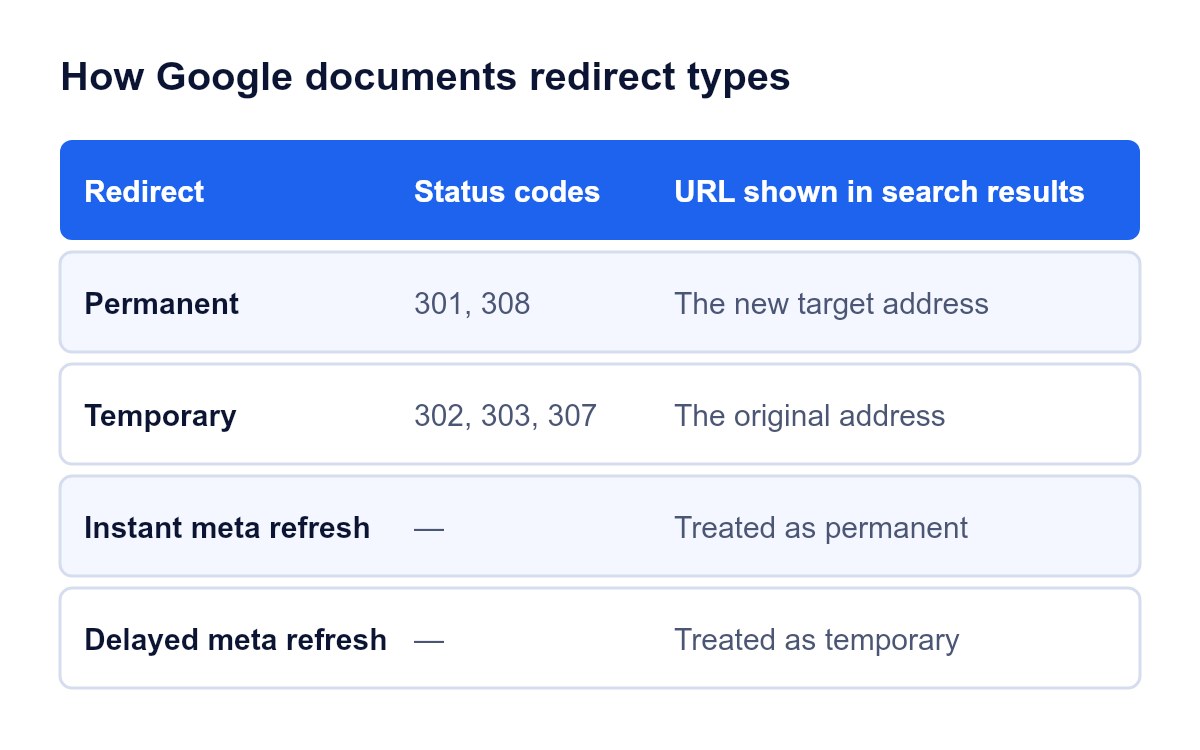 How Google documents redirect types
Redirect Status codes URL shown in search results
Permanent 301, 308 The new target address
Temporary 302, 303, 307 The original address
Instant meta refresh — Treated as permanent
Delayed meta refresh — Treated as temporary